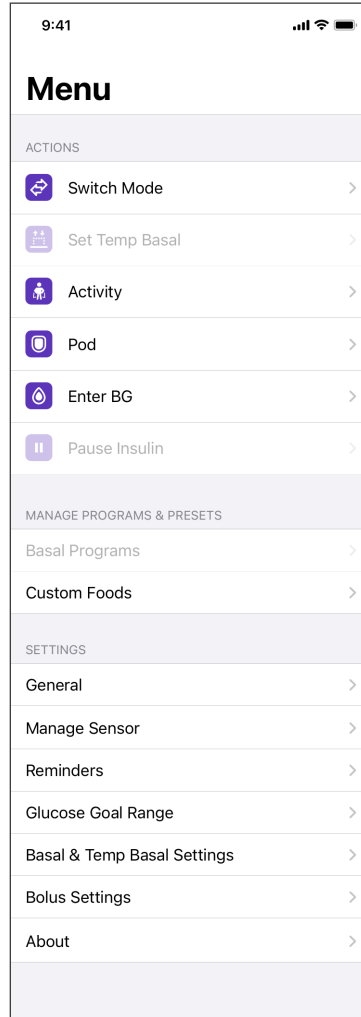 9:41
Menu
ACTIONS
Switch Mode
Set Temp Basal
Activity
Pod
Enter BG
Pause Insulin
MANAGE PROGRAMS & PRESETS
Basal Programs
Custom Foods
SETTINGS
General
Manage Sensor
Reminders
Glucose Goal Range
Basal & Temp Basal Settings
Bolus Settings
About